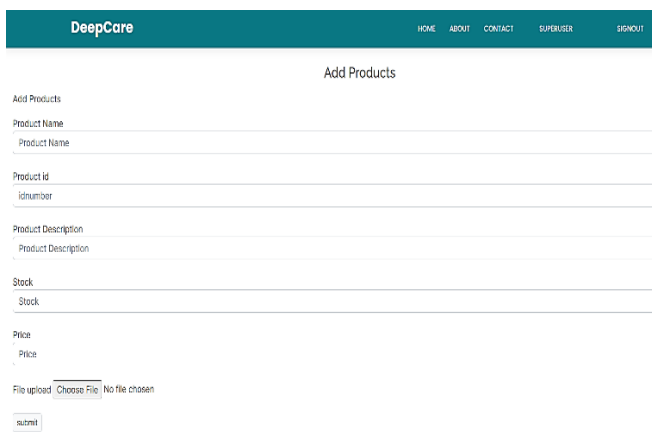 DeepCare HOME ABOUT CONTACT SUPERUSER SIGNOUT
Add Products
Add Products
Product Name
Product Name
Product id
idnumber
Product Description
Product Description
Stock
Stock
Price
Price
File upload Choose File No file chosen
submit